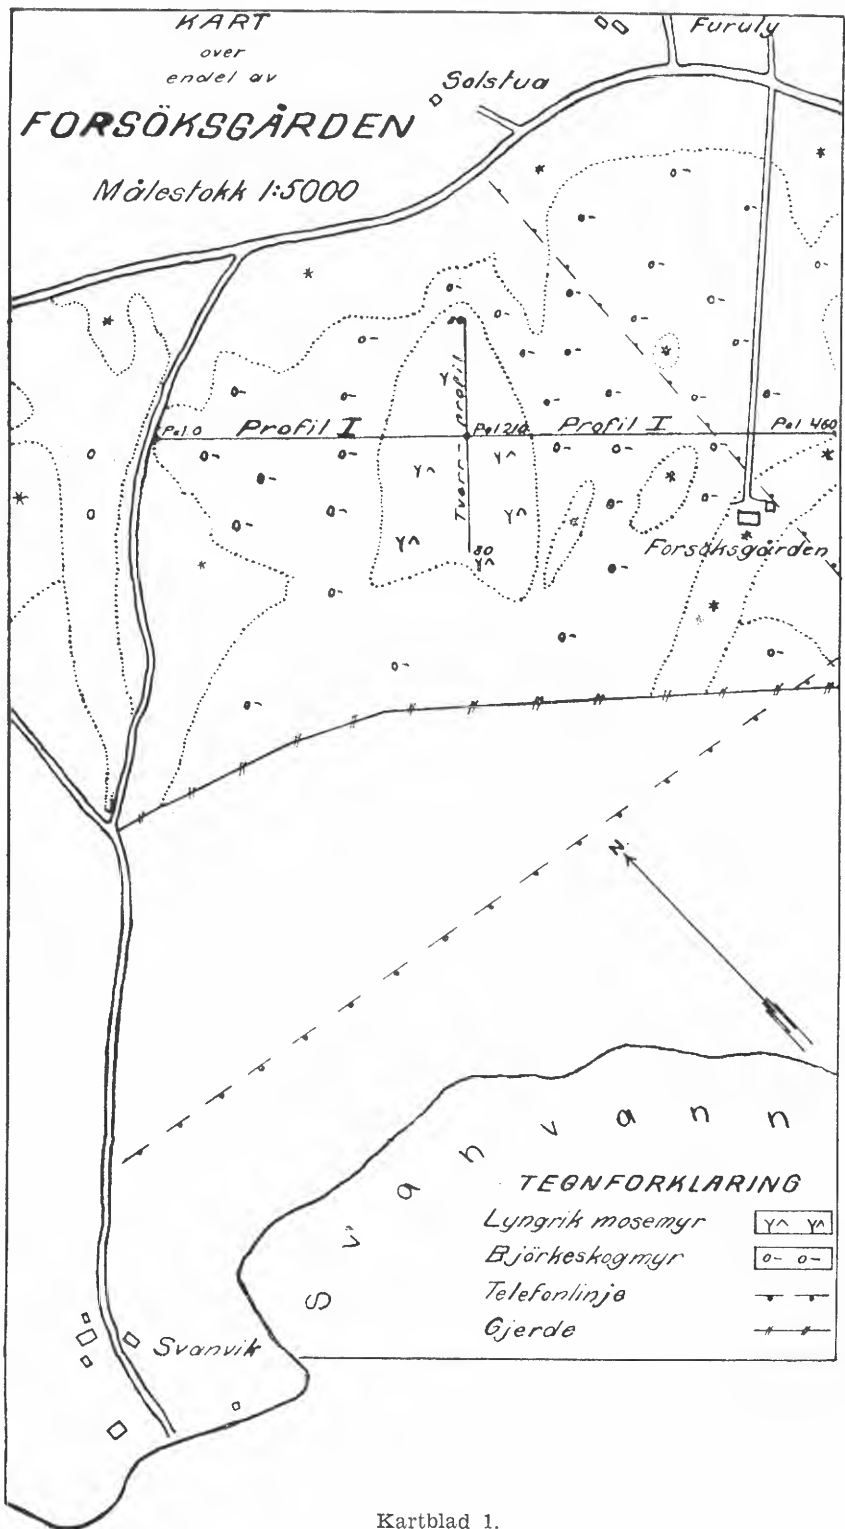 KART
over
endel av
FORSÖKSGÅRDEN
Målestokk 1:5000
Furuly
Solstua
Pel 0
Profil I
Tverr-profil
Pel 210
Profil I
Pel 460
80
Forsöksgården
N.
Svanvann
TEGNFORKLARING
Lyngrik mosemyr
Björkeskogmyr
Telefonlinje
Gjerde
Svanvik
Kartblad 1.